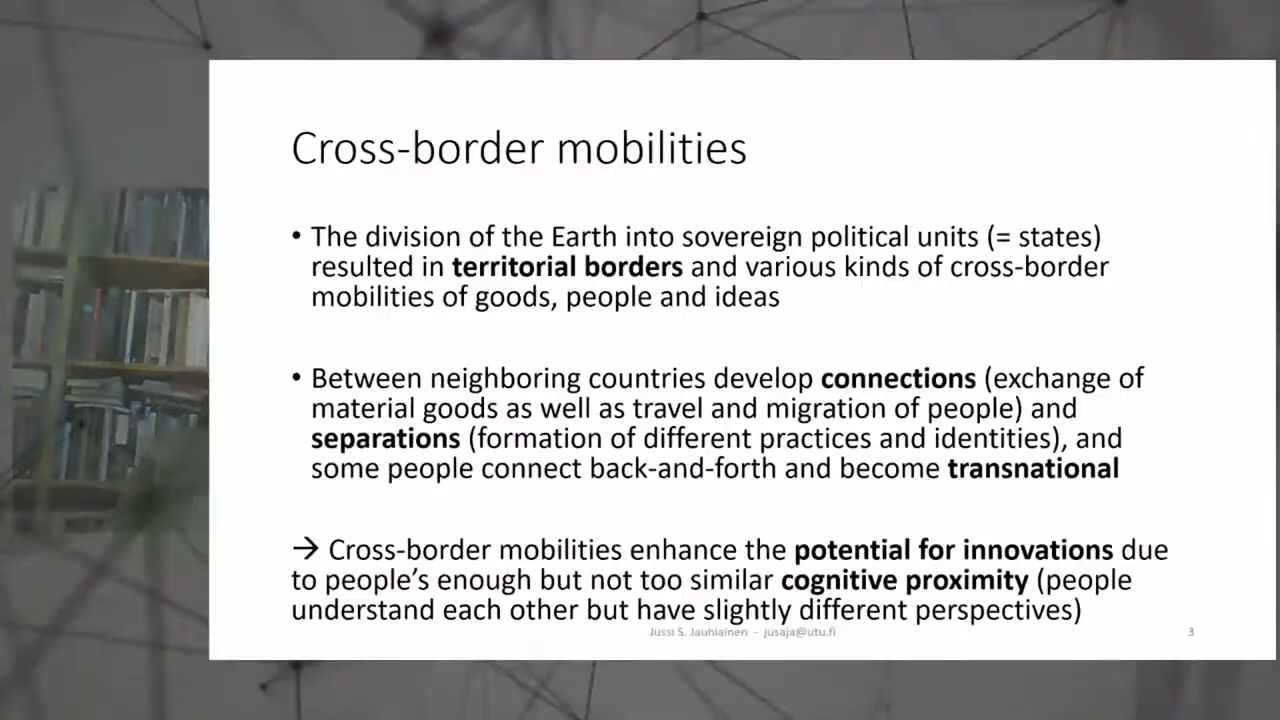 Cross-border mobilities
• The division of the Earth into sovereign political units (= states)
resulted in territorial borders and various kinds of cross-border
mobilities of goods, people and ideas
• Between neighboring countries develop connections (exchange of
material goods as well as travel and migration of people) and
separations (formation of different practices and identities), and
some people connect back-and-forth and become transnational
→ Cross-border mobilities enhance the potential for innovations due
to people’s enough but not too similar cognitive proximity (people
understand each other but have slightly different perspectives)
Jussi S. Jauhiainen - jusaja@utu.fi
3